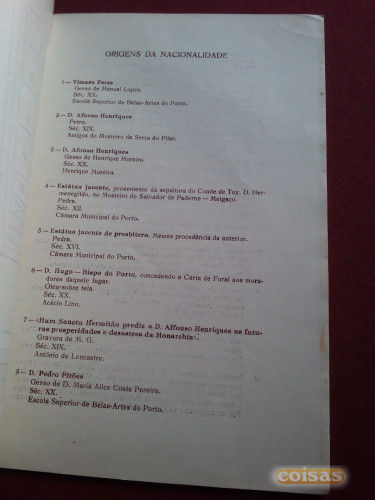 ORIGENS DA NACIONALIDADE
1 — Vimara Peres
Gesso de Manuel Lopes.
Séc. XX.
Escola Superior de Belas-Artes do Porto.
2 — D. Afonso Henriques
Pedra.
Séc. XIX.
Amigos do Mosteiro da Serra do Pilar.
3 — D. Afonso Henriques
Gesso de Henrique Moreira.
Séc. XX.
Henrique Moreira.
4 — Estátua jacente, proveniente da sepultura do Conde de Tuy, D. Her-
menegildo, no Mosteiro do Salvador de Paderne — Melgaço.
Pedra.
Séc. XII.
Câmara Municipal do Porto.
5 — Estátua jacente de presbítero. Mesma procedência da anterior.
Pedra.
Séc. XVI.
Câmara Municipal do Porto.
6 — D. Hugo — Bispo do Porto, concedendo a Carta de Foral aos mora-
dores daquele lugar.
Óleo sobre tela.
Séc. XX.
Acácio Lino.
7 — «Hum Sancto Hermitão prediz a D. Affonso Henriques as futu-
ras prosperidades e desastres da Monarchia».
Gravura de M. G.
Séc. XIX.
António de Lencastre.
8 — D. Pedro Pitões
Gesso de D. Maria Alice Costa Pereira.
Séc. XX.
Escola Superior de Belas-Artes do Porto.
coisas